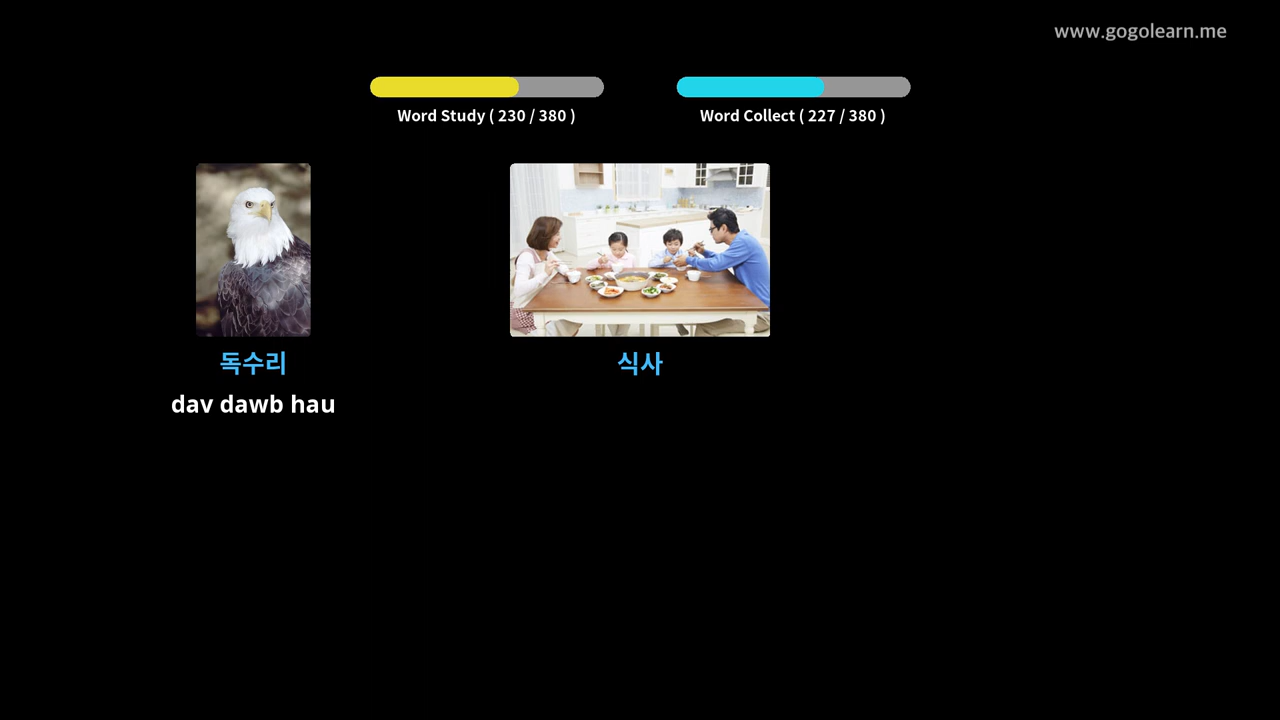 www.gogolearn.me
Word Study ( 230 / 380 )
Word Collect ( 227 / 380 )
독수리
식사
dav dawb hau